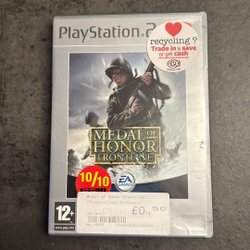 PlayStation 2
recycling?
Trade in & save
or get cash
MEDAL OF
HONOR
FRONTLINE
10/10
EA
GAMES
12+
£0.50